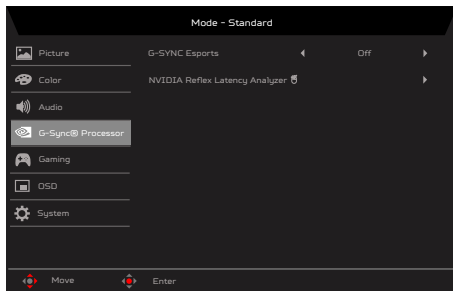 Mode - Standard
Picture
G-SYNC Esports Off
Color
NVIDIA Reflex Latency Analyzer
Audio
G-Sync® Processor
Gaming
OSD
System
Move Enter